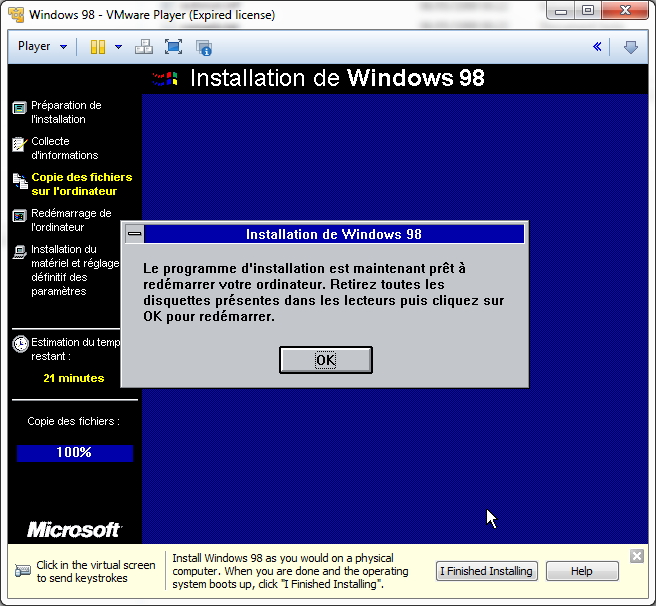 Windows 98 - VMware Player (Expired license)
Player
Installation de Windows 98
Préparation de
l'installation
Collecte
d'informations
Copie des fichiers
sur l'ordinateur
Redémarrage de
l'ordinateur
Installation du
matériel et réglage
définitif des
paramètres
Estimation du temp
restant :
21 minutes
Copie des fichiers :
100%
Microsoft
Installation de Windows 98
Le programme d'installation est maintenant prêt à
redémarrer votre ordinateur. Retirez toutes les
disquettes présentes dans les lecteurs puis cliquez sur
OK pour redémarrer.
OK
Click in the virtual screen
to send keystrokes
Install Windows 98 as you would on a physical
computer. When you are done and the operating
system boots up, click "I Finished Installing".
I Finished Installing
Help